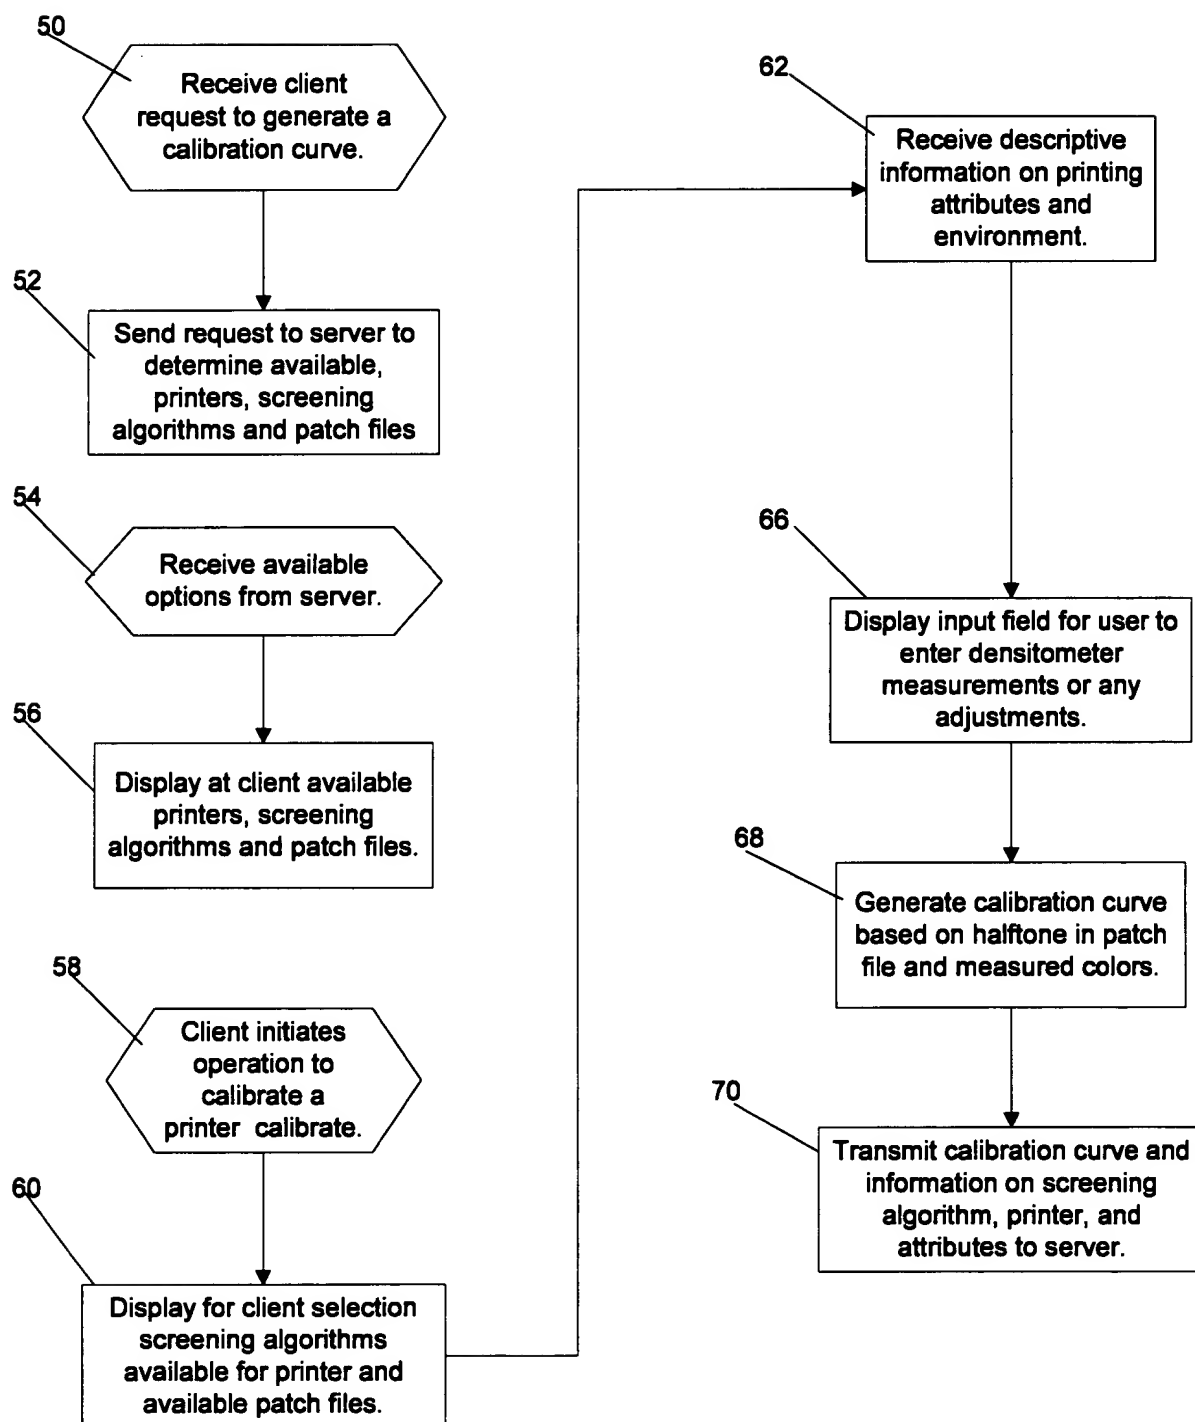 50
Receive client
request to generate a
calibration curve.
52
Send request to server to
determine available,
printers, screening
algorithms and patch files
54
Receive available
options from server.
56
Display at client available
printers, screening
algorithms and patch files.
58
Client initiates
operation to
calibrate a
printer calibrate.
60
Display for client selection
screening algorithms
available for printer and
available patch files.
62
Receive descriptive
information on printing
attributes and
environment.
66
Display input field for user to
enter densitometer
measurements or any
adjustments.
68
Generate calibration curve
based on halftone in patch
file and measured colors.
70
Transmit calibration curve and
information on screening
algorithm, printer, and
attributes to server.